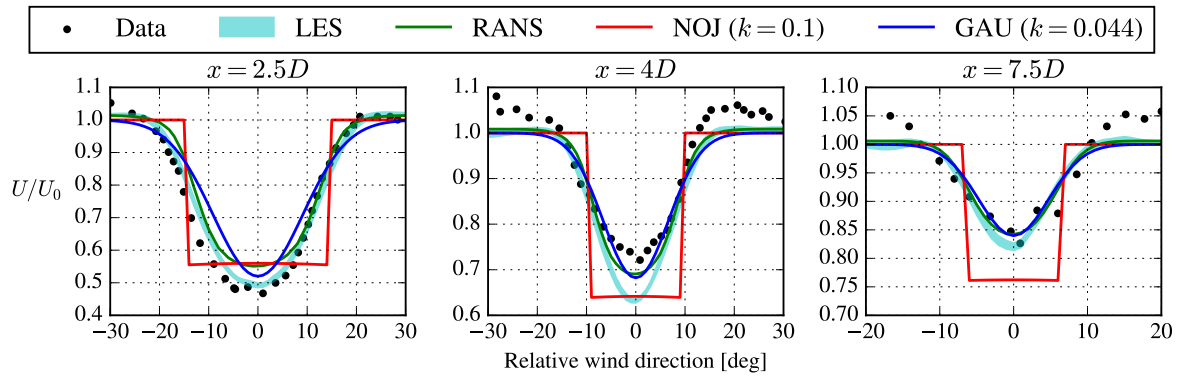 Data LES RANS NOJ (k = 0.1) GAU (k = 0.044)
x = 2.5D x = 4D x = 7.5D
U/U₀
1.1 1.0 0.9 0.8 0.7 0.6 0.5 0.4
−30 −20 −10 0 10 20 30
1.1 1.0 0.9 0.8 0.7 0.6
−30 −20 −10 0 10 20 30
1.10 1.05 1.00 0.95 0.90 0.85 0.80 0.75 0.70
−20 −10 0 10 20
Relative wind direction [deg]